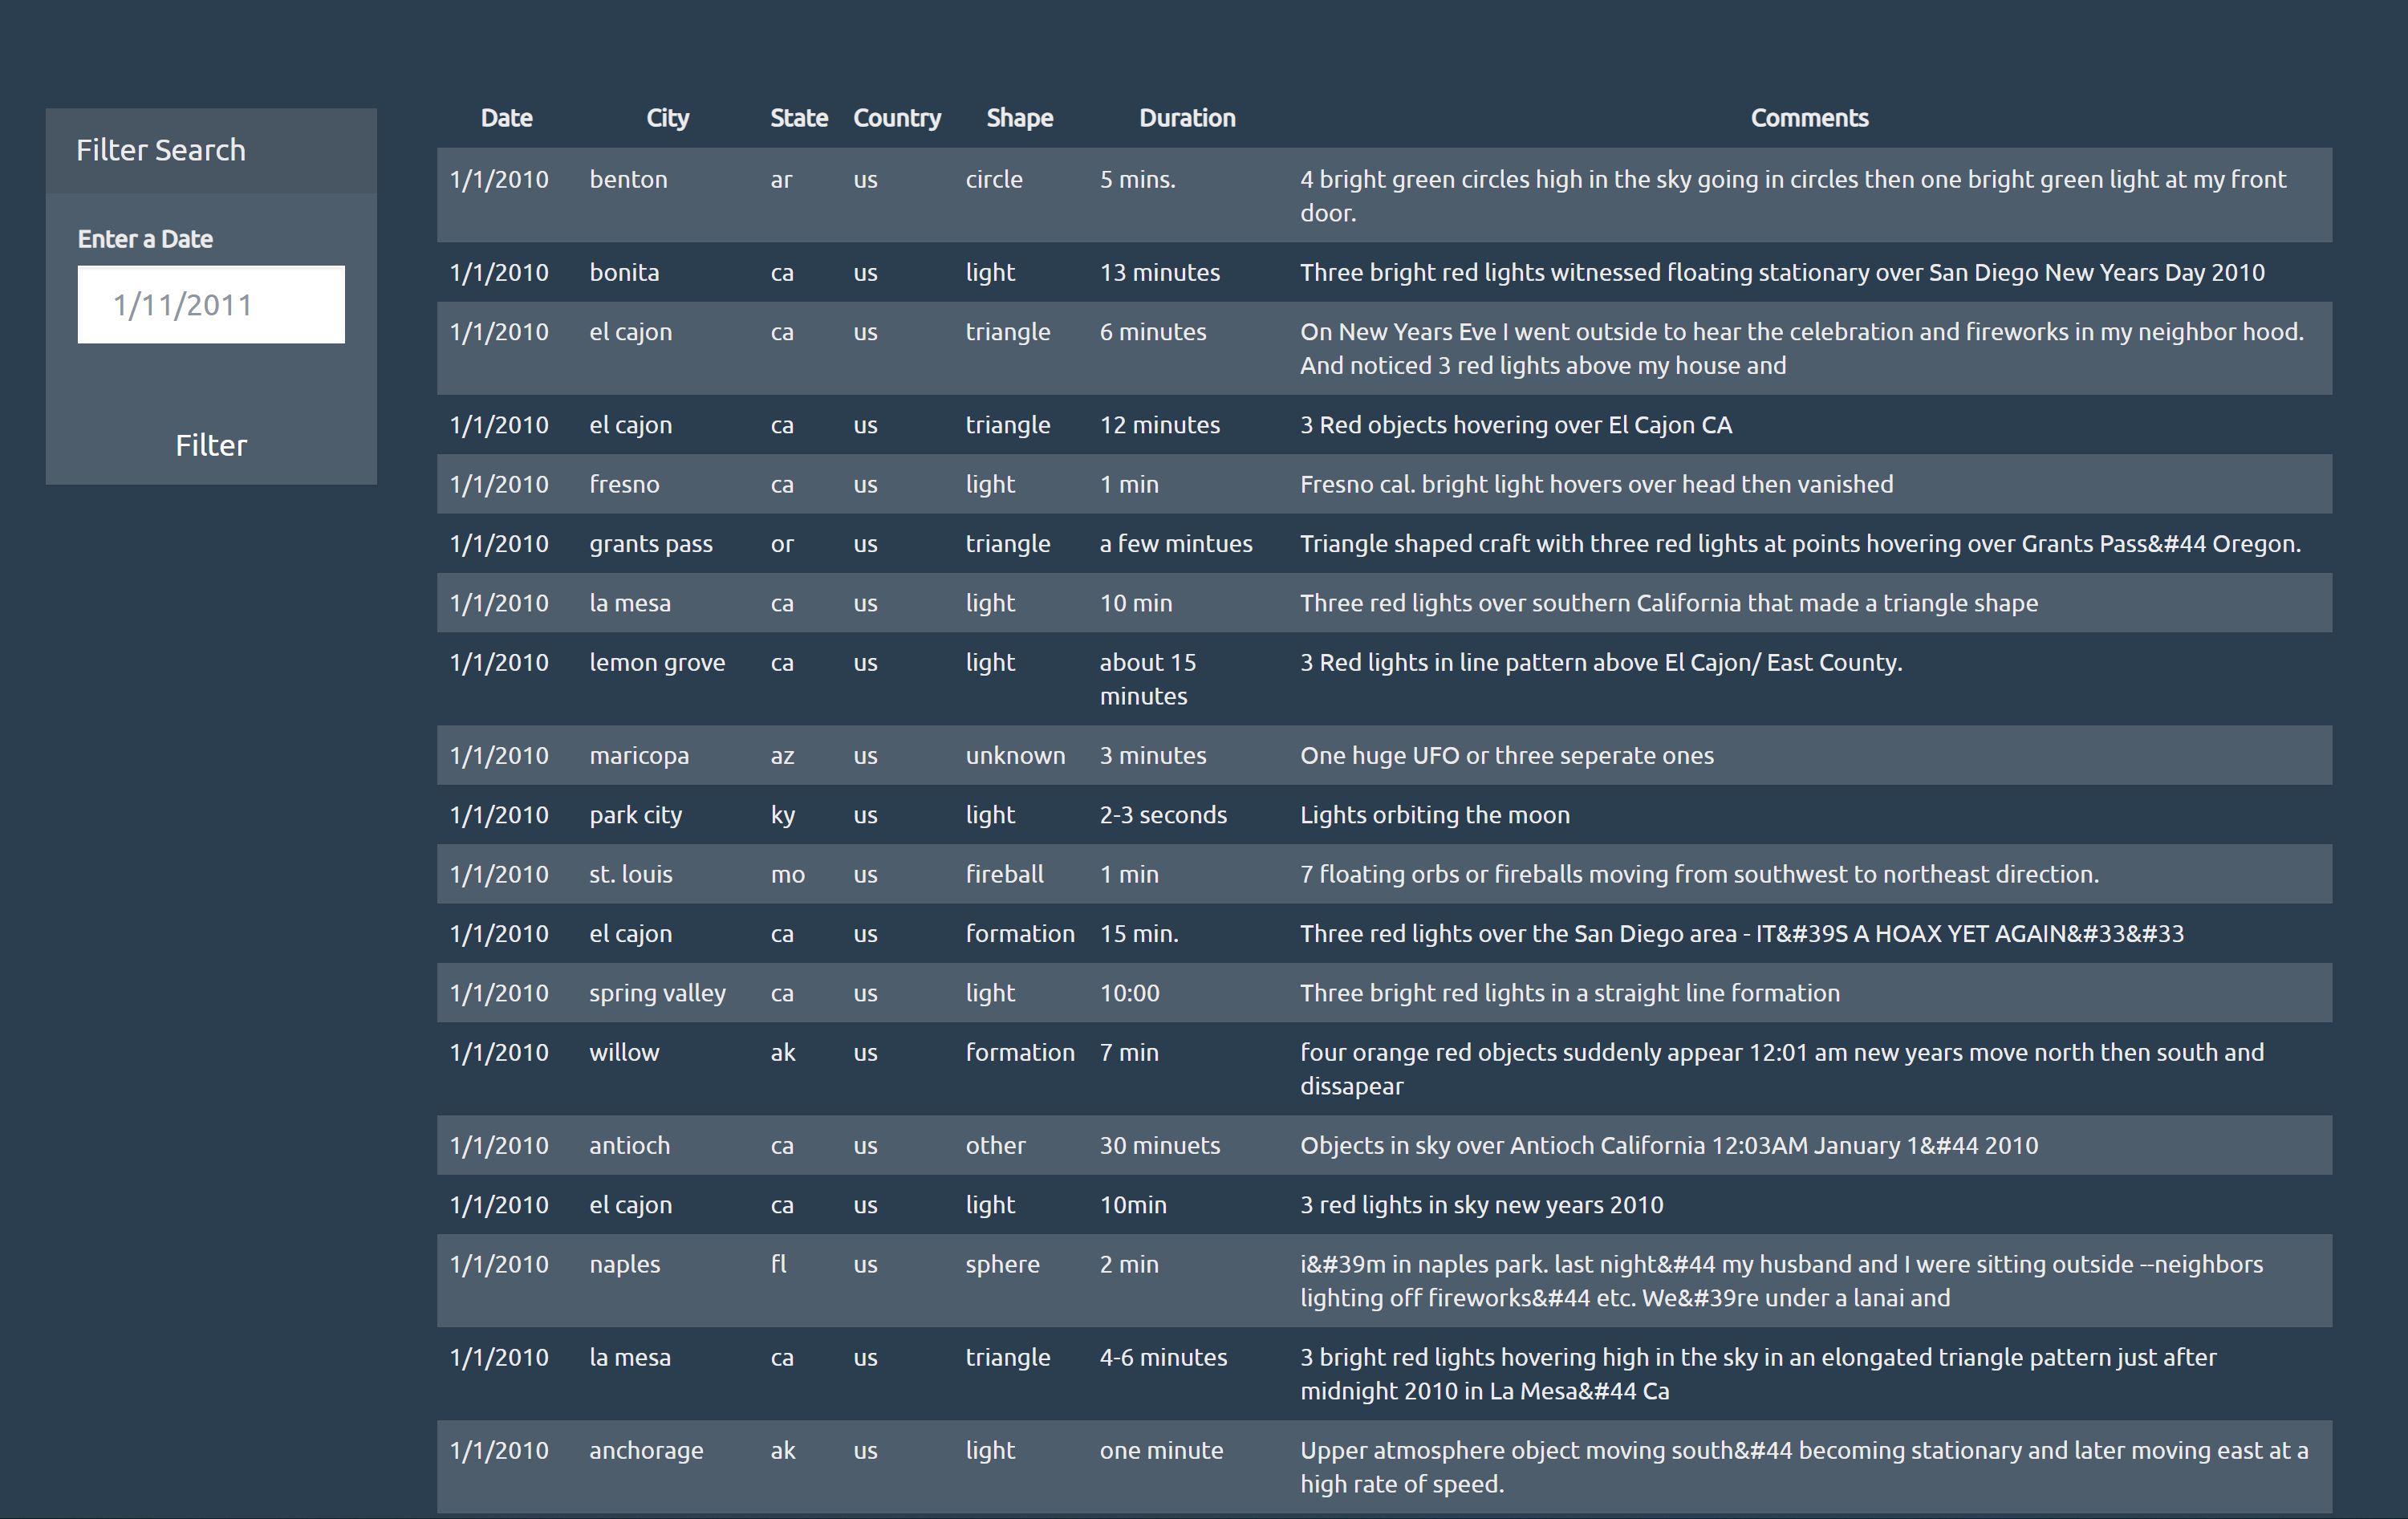 Filter Search
Enter a Date
1/11/2011
Filter
Date City State Country Shape Duration Comments
1/1/2010 benton ar us circle 5 mins. 4 bright green circles high in the sky going in circles then one bright green light at my front
door.
1/1/2010 bonita ca us light 13 minutes Three bright red lights witnessed floating stationary over San Diego New Years Day 2010
1/1/2010 el cajon ca us triangle 6 minutes On New Years Eve I went outside to hear the celebration and fireworks in my neighbor hood.
And noticed 3 red lights above my house and
1/1/2010 el cajon ca us triangle 12 minutes 3 Red objects hovering over El Cajon CA
1/1/2010 fresno ca us light 1 min Fresno cal. bright light hovers over head then vanished
1/1/2010 grants pass or us triangle a few mintues Triangle shaped craft with three red lights at points hovering over Grants Pass&#44 Oregon.
1/1/2010 la mesa ca us light 10 min Three red lights over southern California that made a triangle shape
1/1/2010 lemon grove ca us light about 15 3 Red lights in line pattern above El Cajon/ East County.
minutes
1/1/2010 maricopa az us unknown 3 minutes One huge UFO or three seperate ones
1/1/2010 park city ky us light 2-3 seconds Lights orbiting the moon
1/1/2010 st. louis mo us fireball 1 min 7 floating orbs or fireballs moving from southwest to northeast direction.
1/1/2010 el cajon ca us formation 15 min. Three red lights over the San Diego area - IT&#39S A HOAX YET AGAIN&#33&#33
1/1/2010 spring valley ca us light 10:00 Three bright red lights in a straight line formation
1/1/2010 willow ak us formation 7 min four orange red objects suddenly appear 12:01 am new years move north then south and
dissapear
1/1/2010 antioch ca us other 30 minuets Objects in sky over Antioch California 12:03AM January 1&#44 2010
1/1/2010 el cajon ca us light 10min 3 red lights in sky new years 2010
1/1/2010 naples fl us sphere 2 min i&#39m in naples park. last night&#44 my husband and I were sitting outside --neighbors
lighting off fireworks&#44 etc. We&#39re under a lanai and
1/1/2010 la mesa ca us triangle 4-6 minutes 3 bright red lights hovering high in the sky in an elongated triangle pattern just after
midnight 2010 in La Mesa&#44 Ca
1/1/2010 anchorage ak us light one minute Upper atmosphere object moving south&#44 becoming stationary and later moving east at a
high rate of speed.